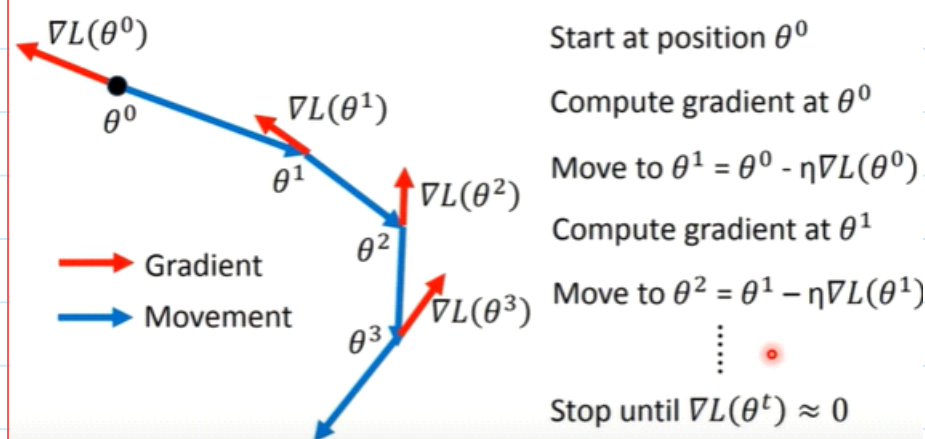 ∇L(θ⁰)
θ⁰
∇L(θ¹)
θ¹
∇L(θ²)
θ²
∇L(θ³)
θ³
Gradient
Movement
Start at position θ⁰
Compute gradient at θ⁰
Move to θ¹ = θ⁰ - η∇L(θ⁰)
Compute gradient at θ¹
Move to θ² = θ¹ – η∇L(θ¹)
⋮
Stop until ∇L(θᵗ) ≈ 0